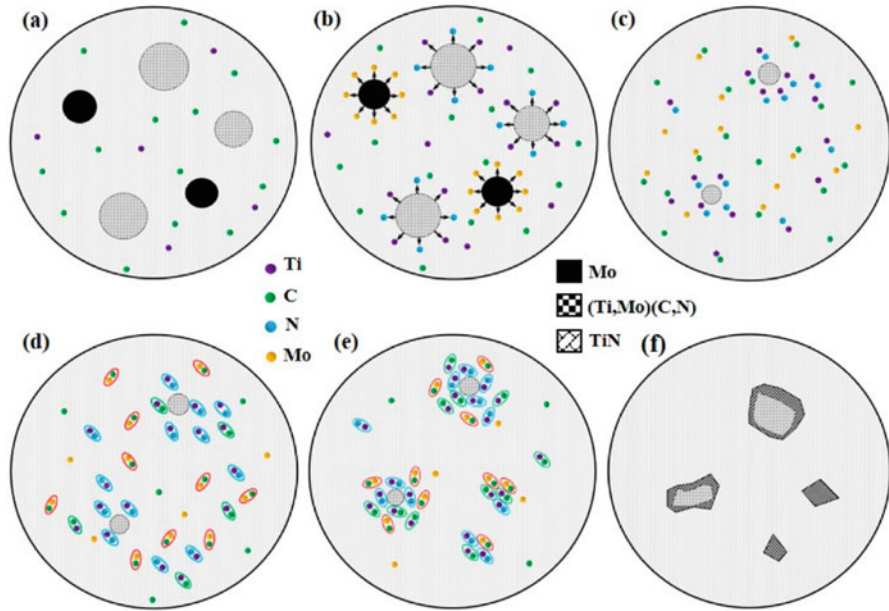 (a)
(b)
(c)
Ti
C
N
Mo
Mo
(Ti,Mo)(C,N)
TiN
(d)
(e)
(f)